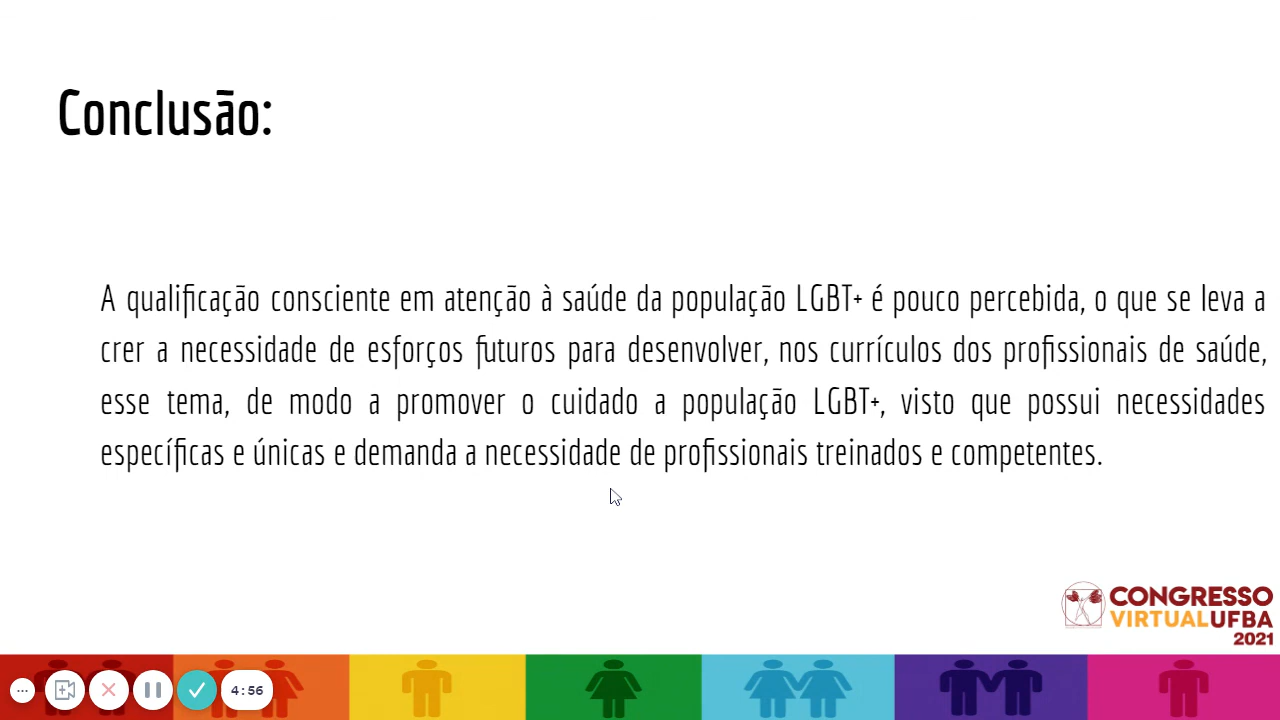 Conclusão:
A qualificação consciente em atenção à saúde da população LGBT+ é pouco percebida, o que se leva a
crer a necessidade de esforços futuros para desenvolver, nos currículos dos profissionais de saúde,
esse tema, de modo a promover o cuidado a população LGBT+, visto que possui necessidades
específicas e únicas e demanda a necessidade de profissionais treinados e competentes.
CONGRESSO
VIRTUALUFBA
2021
4:56